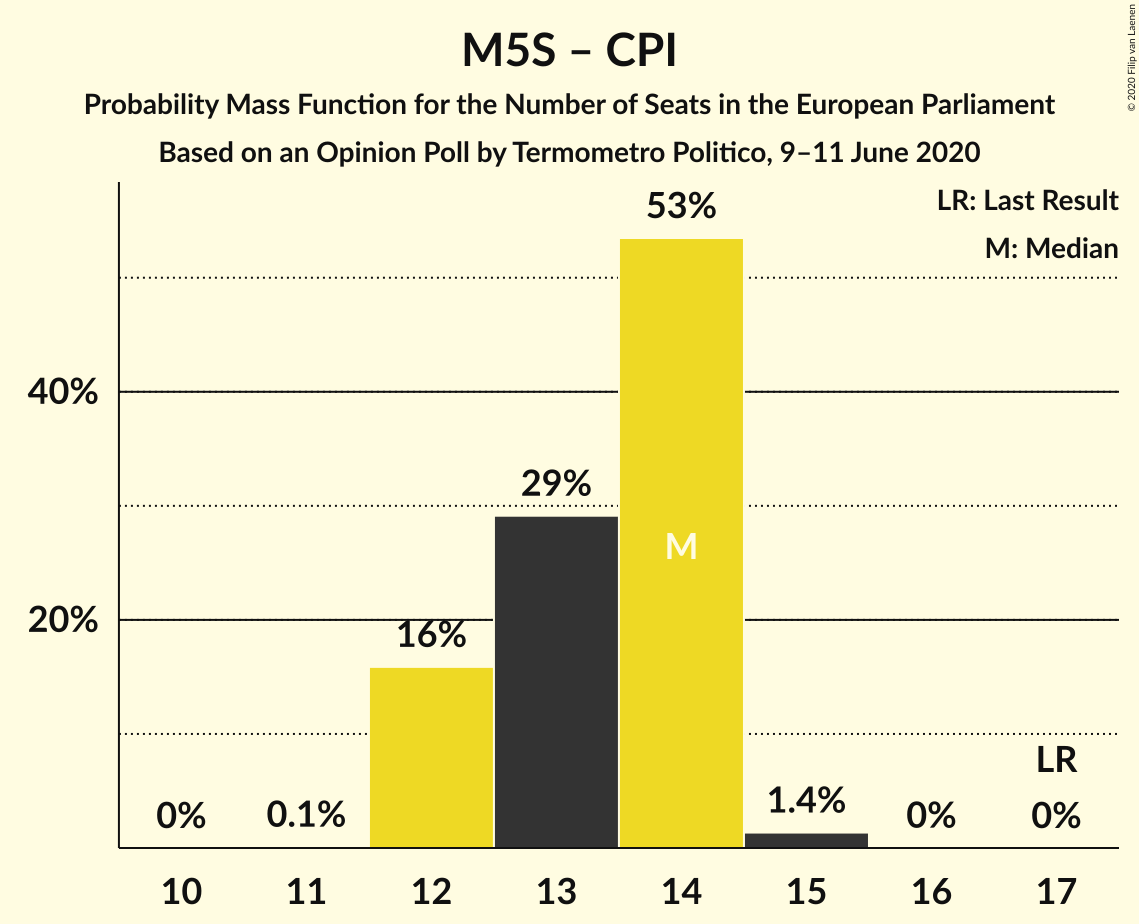 M5S – CPI
Probability Mass Function for the Number of Seats in the European Parliament
Based on an Opinion Poll by Termometro Politico, 9–11 June 2020
© 2020 Filip van Laenen
LR: Last Result
M: Median
53%
40%
29%
M
20%
16%
LR
0%
0.1%
1.4%
0%
0%
10
11
12
13
14
15
16
17